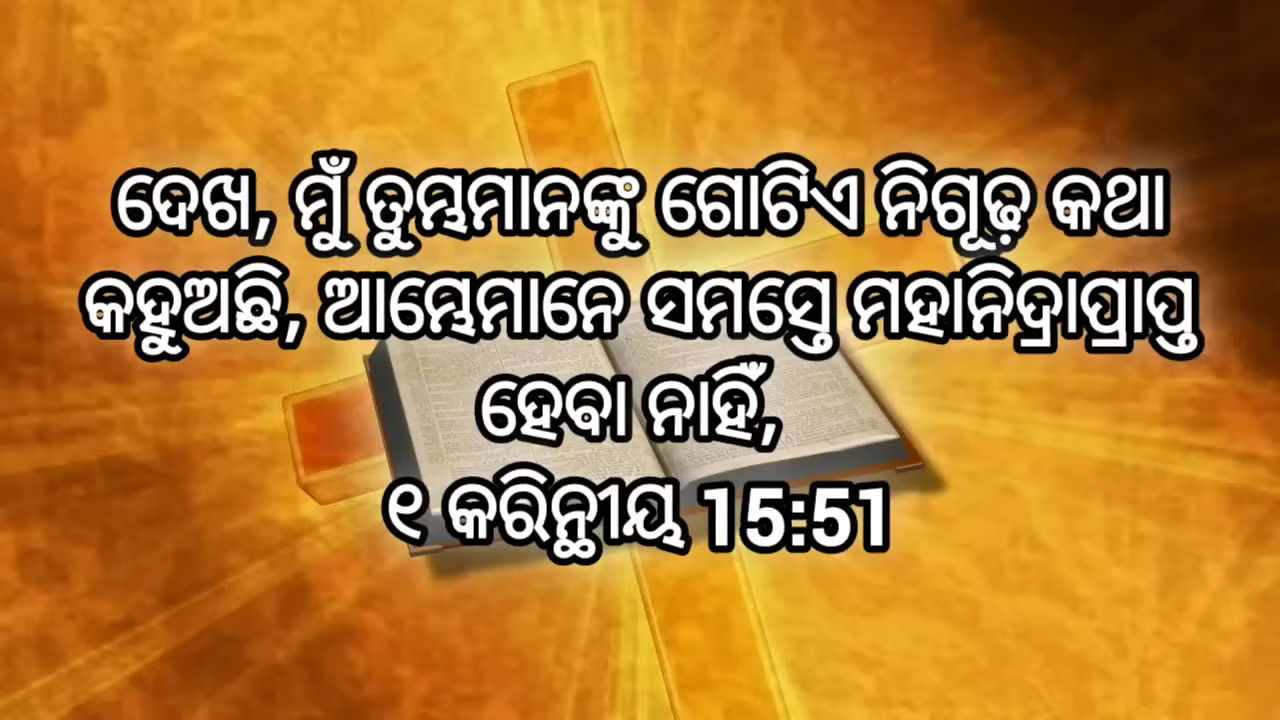 ଦେଖ, ମୁଁ ତୁମ୍ଭମାନଙ୍କୁ ଗୋଟିଏ ନିଗୂଢ଼ କଥା
କହୁଅଛି, ଆମ୍ଭେମାନେ ସମସ୍ତେ ମହାନିଦ୍ରାପ୍ରାପ୍ତ
ହେବା ନାହିଁ,
୧ କରିନ୍ଥୀୟ 15:51